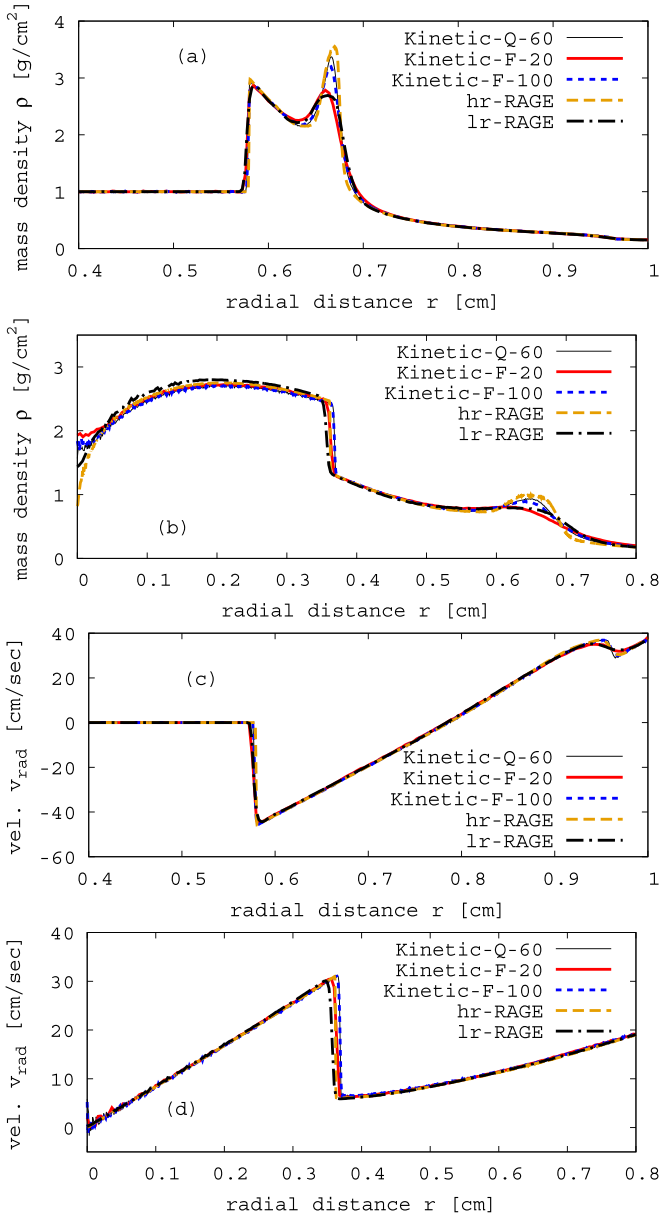 mass density ρ [g/cm²]
4
3
2
1
0
(a)
Kinetic-Q-60
Kinetic-F-20
Kinetic-F-100
hr-RAGE
lr-RAGE
0.4 0.5 0.6 0.7 0.8 0.9 1
radial distance r [cm]
mass density ρ [g/cm²]
3
2
1
0
(b)
Kinetic-Q-60
Kinetic-F-20
Kinetic-F-100
hr-RAGE
lr-RAGE
0 0.1 0.2 0.3 0.4 0.5 0.6 0.7 0.8
radial distance r [cm]
vel. v_rad [cm/sec]
40
20
0
-20
-40
-60
(c)
Kinetic-Q-60
Kinetic-F-20
Kinetic-F-100
hr-RAGE
lr-RAGE
0.4 0.5 0.6 0.7 0.8 0.9 1
radial distance r [cm]
vel. v_rad [cm/sec]
40
30
20
10
0
(d)
Kinetic-Q-60
Kinetic-F-20
Kinetic-F-100
hr-RAGE
lr-RAGE
0 0.1 0.2 0.3 0.4 0.5 0.6 0.7 0.8
radial distance r [cm]